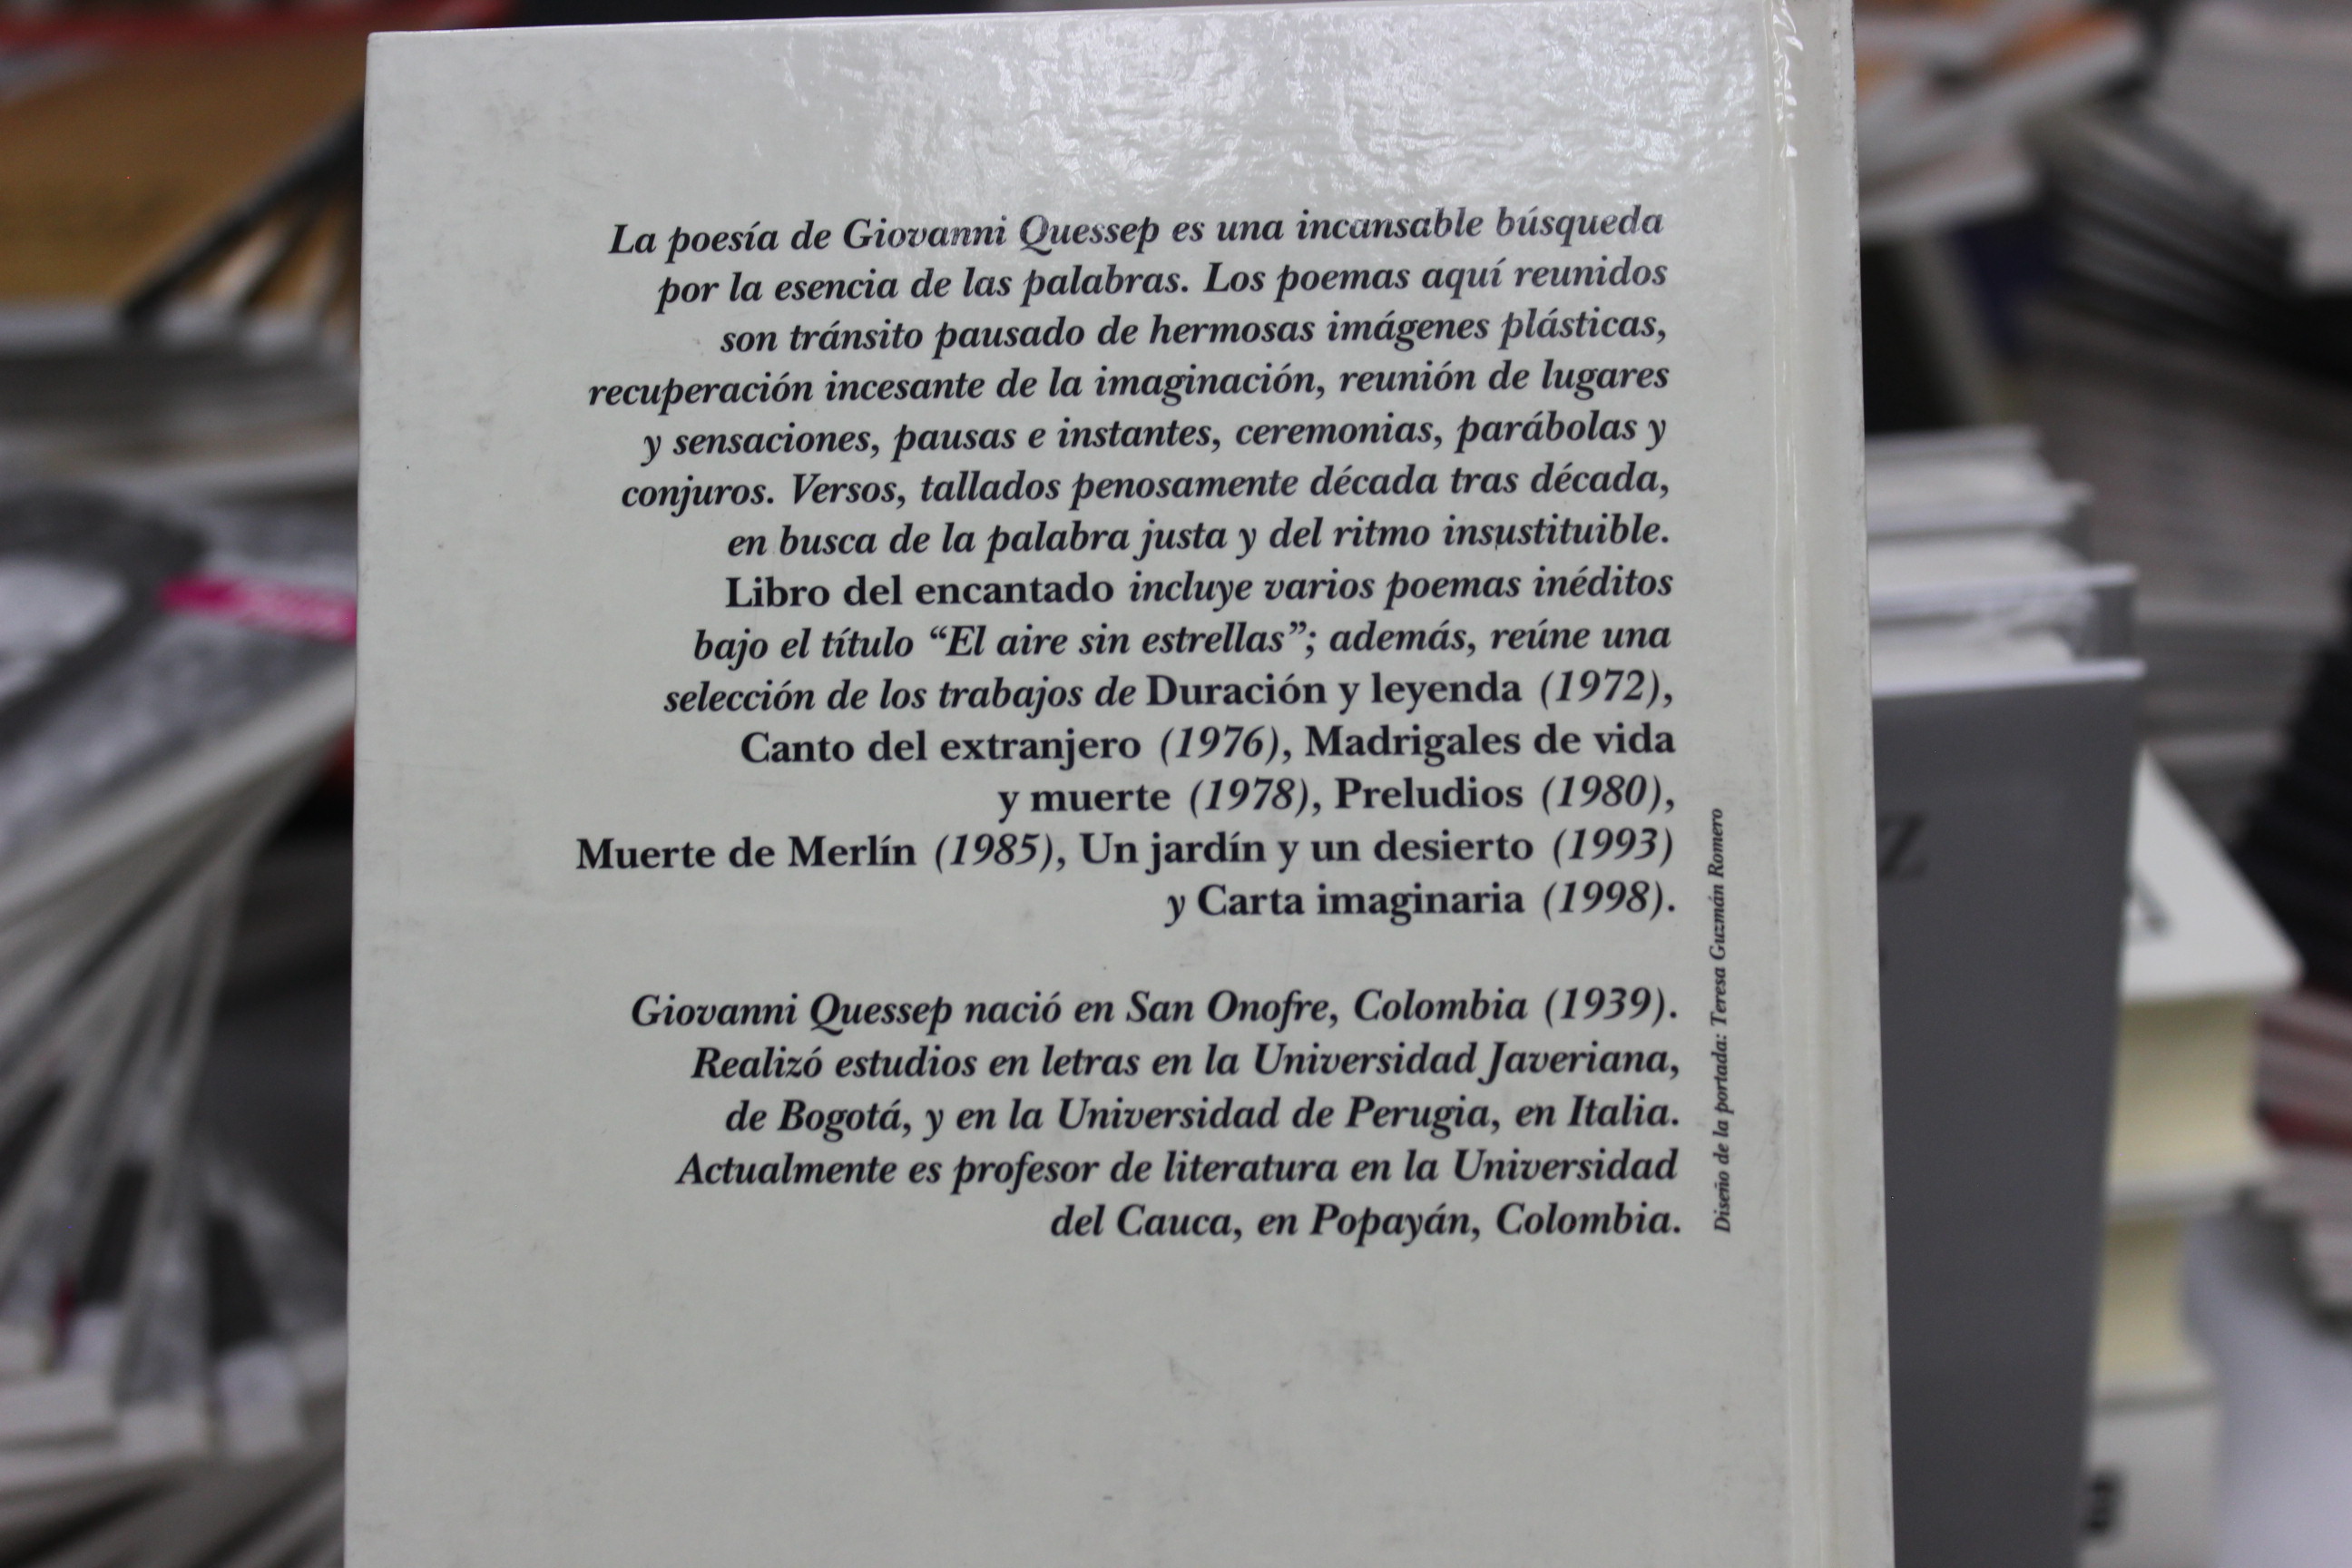 La poesía de Giovanni Quessep es una incansable búsqueda
por la esencia de las palabras. Los poemas aquí reunidos
son tránsito pausado de hermosas imágenes plásticas,
recuperación incesante de la imaginación, reunión de lugares
y sensaciones, pausas e instantes, ceremonias, parábolas y
conjuros. Versos, tallados penosamente década tras década,
en busca de la palabra justa y del ritmo insustituible.
Libro del encantado incluye varios poemas inéditos
bajo el título “El aire sin estrellas”; además, reúne una
selección de los trabajos de Duración y leyenda (1972),
Canto del extranjero (1976), Madrigales de vida
y muerte (1978), Preludios (1980),
Muerte de Merlín (1985), Un jardín y un desierto (1993)
y Carta imaginaria (1998).
Giovanni Quessep nació en San Onofre, Colombia (1939).
Realizó estudios en letras en la Universidad Javeriana,
de Bogotá, y en la Universidad de Perugia, en Italia.
Actualmente es profesor de literatura en la Universidad
del Cauca, en Popayán, Colombia.
Diseño de la portada: Teresa Guzmán Romero
Z